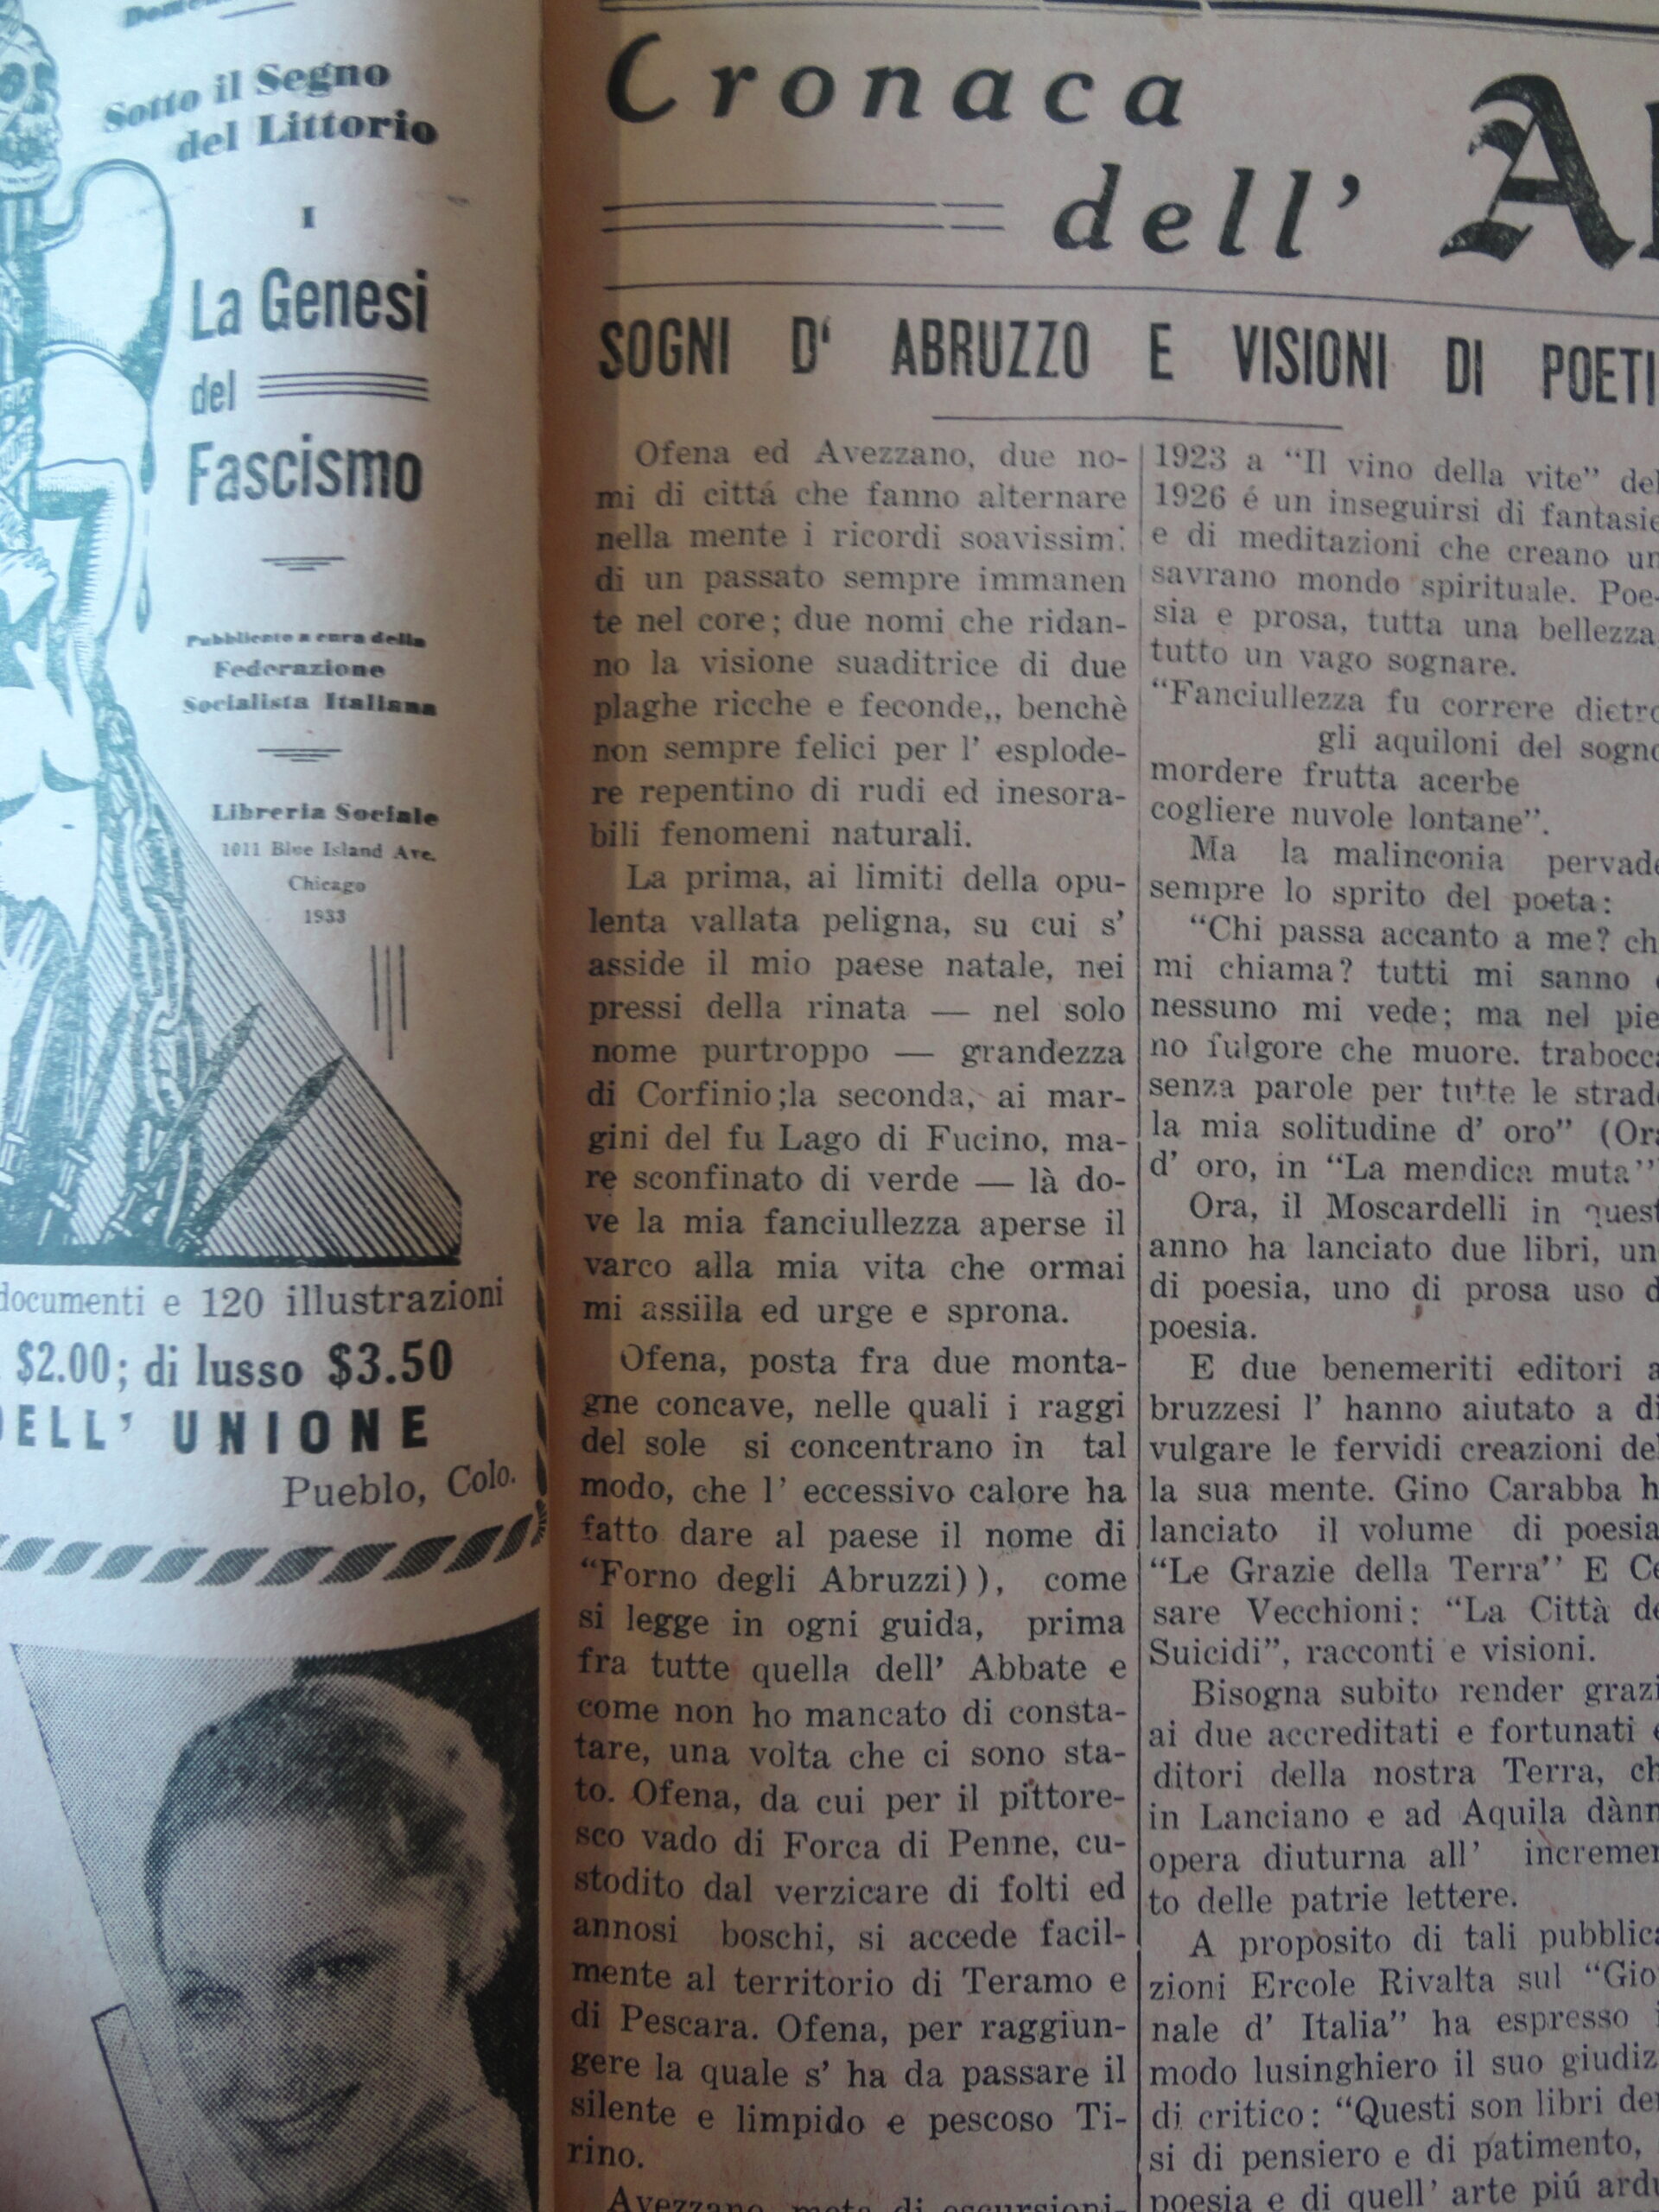 Sotto il Segno
del Littorio
I
La Genesi
del
Fascismo
Pubblicato a cura della
Federazione
Socialista Italiana
Libreria Sociale
1011 Blue Island Ave.
Chicago
1933
documenti e 120 illustrazioni
$2.00; di lusso $3.50
DELL' UNIONE
Pueblo, Colo.
Cronaca
dell'
SOGNI D' ABRUZZO E VISIONI DI POETI
Ofena ed Avezzano, due no-
mi di cittá che fanno alternare
nella mente i ricordi soavissimi
di un passato sempre immanen
te nel core; due nomi che ridan-
no la visione suaditrice di due
plaghe ricche e feconde,, benchè
non sempre felici per l' esplode-
re repentino di rudi ed inesora-
bili fenomeni naturali.
La prima, ai limiti della opu-
lenta vallata peligna, su cui s'
asside il mio paese natale, nei
pressi della rinata — nel solo
nome purtroppo — grandezza
di Corfinio;la seconda, ai mar-
gini del fu Lago di Fucino, ma-
re sconfinato di verde — là do-
ve la mia fanciullezza aperse il
varco alla mia vita che ormai
mi assilla ed urge e sprona.
Ofena, posta fra due monta-
gne concave, nelle quali i raggi
del sole si concentrano in tal
modo, che l' eccessivo calore ha
fatto dare al paese il nome di
"Forno degli Abruzzi)), come
si legge in ogni guida, prima
fra tutte quella dell' Abbate e
come non ho mancato di consta-
tare, una volta che ci sono sta-
to. Ofena, da cui per il pittore-
sco vado di Forca di Penne, cu-
stodito dal verzicare di folti ed
annosi boschi, si accede facil-
mente al territorio di Teramo e
di Pescara. Ofena, per raggiun-
gere la quale s' ha da passare il
silente e limpido e pescoso Ti-
rino.
Avezzano meta di escursioni-
1923 a "Il vino della vite" del
1926 é un inseguirsi di fantasie
e di meditazioni che creano un
savrano mondo spirituale. Poe-
sia e prosa, tutta una bellezza,
tutto un vago sognare.
"Fanciullezza fu correre dietro
gli aquiloni del sogno
mordere frutta acerbe
cogliere nuvole lontane".
Ma la malinconia pervade
sempre lo sprito del poeta:
"Chi passa accanto a me? ch
mi chiama? tutti mi sanno
nessuno mi vede; ma nel pie
no fulgore che muore. trabocca
senza parole per tutte le strade
la mia solitudine d' oro" (Ora
d' oro, in "La mendica muta"
Ora, il Moscardelli in quest
anno ha lanciato due libri, un
di poesia, uno di prosa uso d
poesia.
E due benemeriti editori a
bruzzesi l' hanno aiutato a di
vulgare le fervidi creazioni del
la sua mente. Gino Carabba h
lanciato il volume di poesia
"Le Grazie della Terra" E Ce
sare Vecchioni: "La Città de
Suicidi", racconti e visioni.
Bisogna subito render grazi
ai due accreditati e fortunati e
ditori della nostra Terra, ch
in Lanciano e ad Aquila dànn
opera diuturna all' incremen
to delle patrie lettere.
A proposito di tali pubblica
zioni Ercole Rivalta sul "Gior
nale d' Italia" ha espresso i
modo lusinghiero il suo giudiz
di critico: "Questi son libri den
si di pensiero e di patimento,
poesia e di quell' arte piú ardu